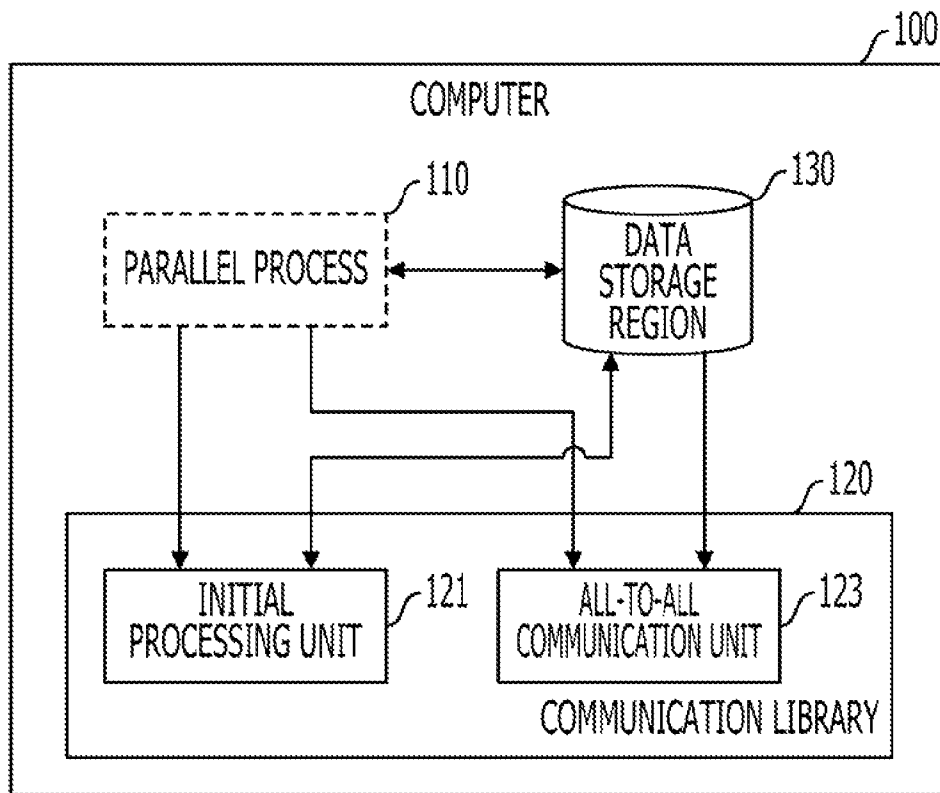 100
COMPUTER
110
130
PARALLEL PROCESS
DATA
STORAGE
REGION
120
INITIAL
PROCESSING UNIT
121
ALL-TO-ALL
COMMUNICATION UNIT
123
COMMUNICATION LIBRARY